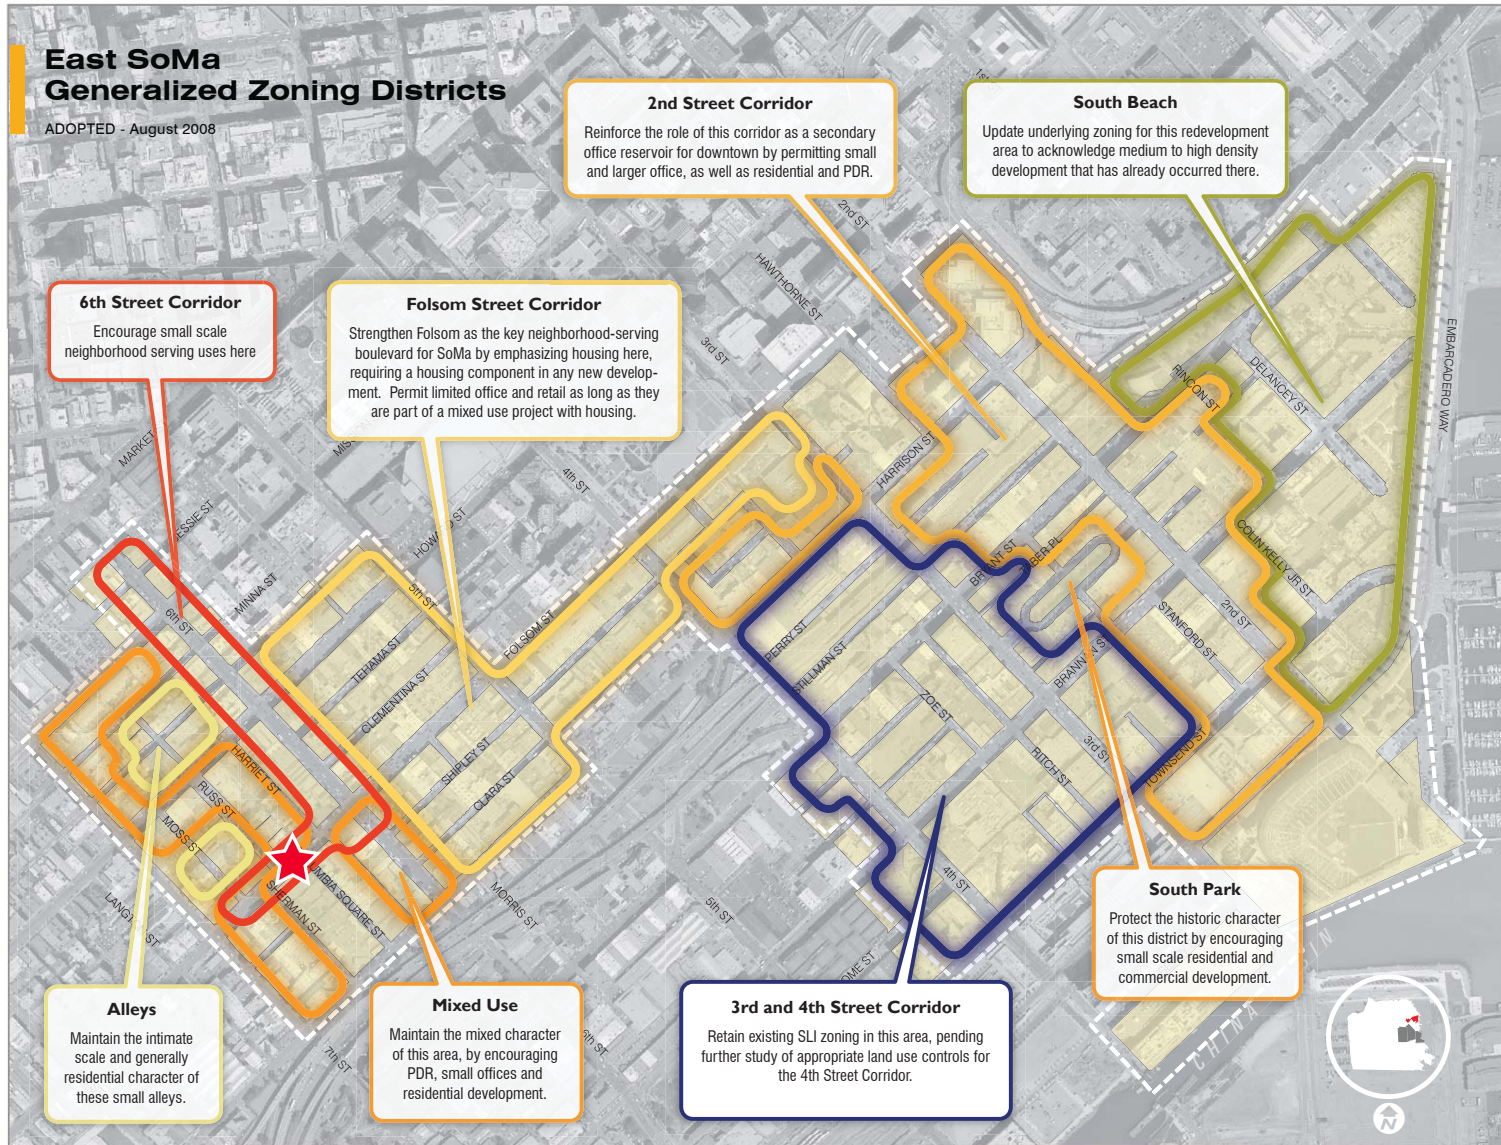 East SoMa
Generalized Zoning Districts
ADOPTED - August 2008
2nd Street Corridor
Reinforce the role of this corridor as a secondary
office reservoir for downtown by permitting small
and larger office, as well as residential and PDR.
South Beach
Update underlying zoning for this redevelopment
area to acknowledge medium to high density
development that has already occurred there.
6th Street Corridor
Encourage small scale
neighborhood serving uses here
Folsom Street Corridor
Strengthen Folsom as the key neighborhood-serving
boulevard for SoMa by emphasizing housing here,
requiring a housing component in any new develop-
ment. Permit limited office and retail as long as they
are part of a mixed use project with housing.
2nd ST
HAWTHORNE ST
3rd ST
4th ST
MARKET
HOWARD ST
MINNA ST
6th ST
5th ST
FOLSOM ST
TEHAMA ST
CLEMENTINA ST
SHIPLEY ST
CLARA ST
HARRIET ST
RUSS ST
MOSS ST
SHERMAN ST
UMBIA SQUARE ST
MORRIS ST
5th ST
6th ST
7th ST
HARRISON ST
BRYANT ST
PERRY ST
STILLMAN ST
ZOE ST
RITCH ST
3rd ST
4th ST
TOWNSEND ST
STANFORD ST
2nd ST
COLIN KELLY JR ST
RINCON ST
DELANCEY ST
EMBARCADERO WAY
South Park
Protect the historic character
of this district by encouraging
small scale residential and
commercial development.
Alleys
Maintain the intimate
scale and generally
residential character of
these small alleys.
Mixed Use
Maintain the mixed character
of this area, by encouraging
PDR, small offices and
residential development.
3rd and 4th Street Corridor
Retain existing SLI zoning in this area, pending
further study of appropriate land use controls for
the 4th Street Corridor.
N